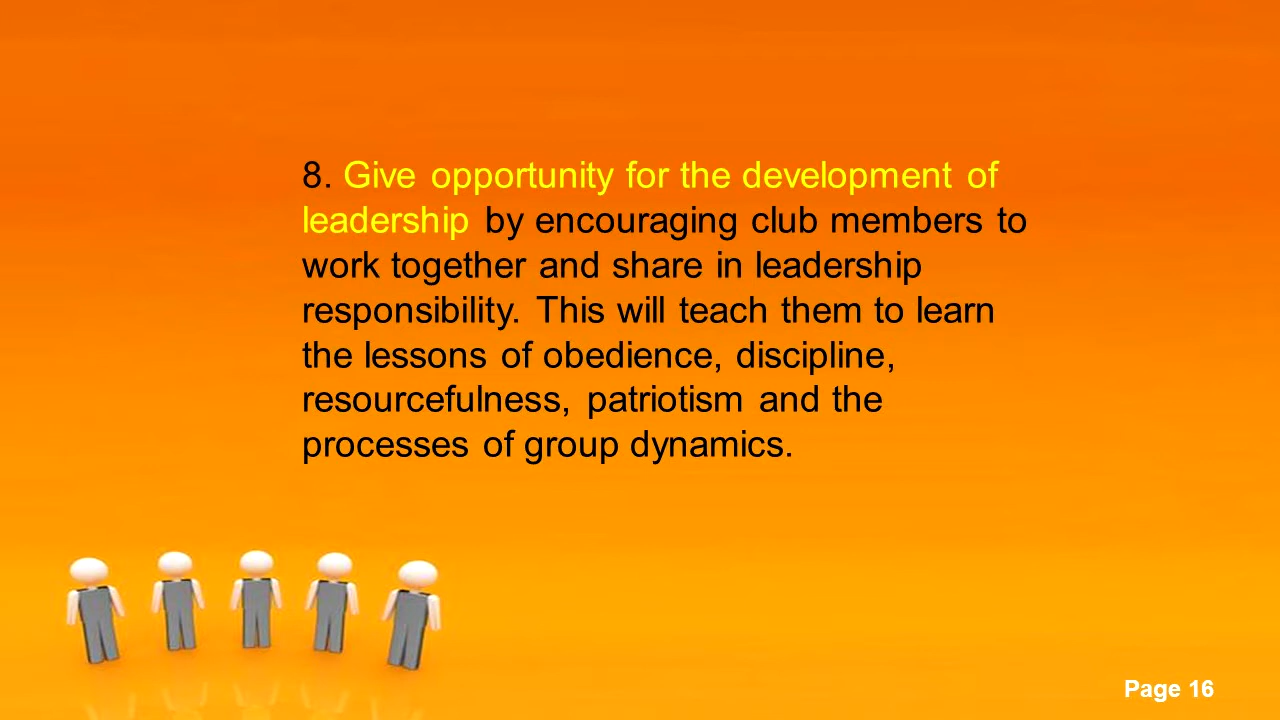 8. Give opportunity for the development of
leadership by encouraging club members to
work together and share in leadership
responsibility. This will teach them to learn
the lessons of obedience, discipline,
resourcefulness, patriotism and the
processes of group dynamics.
Page 16